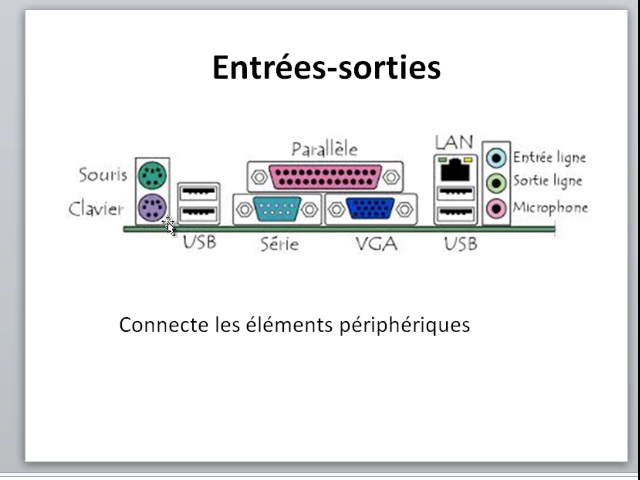 Entrées-sorties
Parallèle
LAN
Souris
Entrée ligne
Sortie ligne
Clavier
Microphone
USB
Série
VGA
USB
Connecte les éléments périphériques